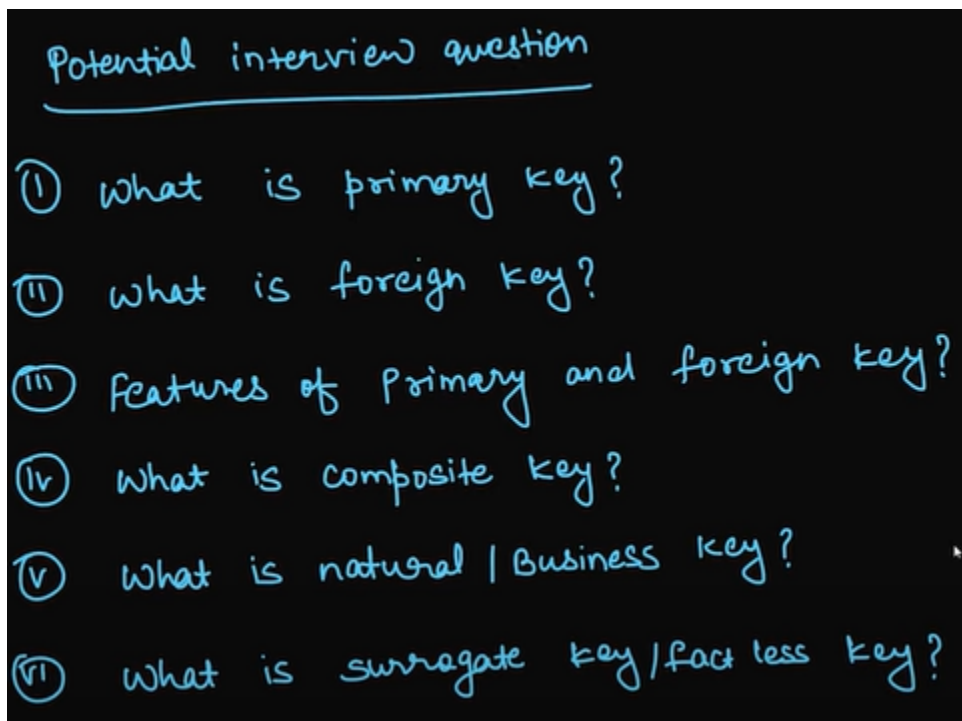 Potential interview question
(I) What is primary key?
(II) What is foreign key?
(III) Features of Primary and foreign key?
(IV) What is composite key?
(V) What is natural / Business key?
(VI) What is surrogate key / fact less key?